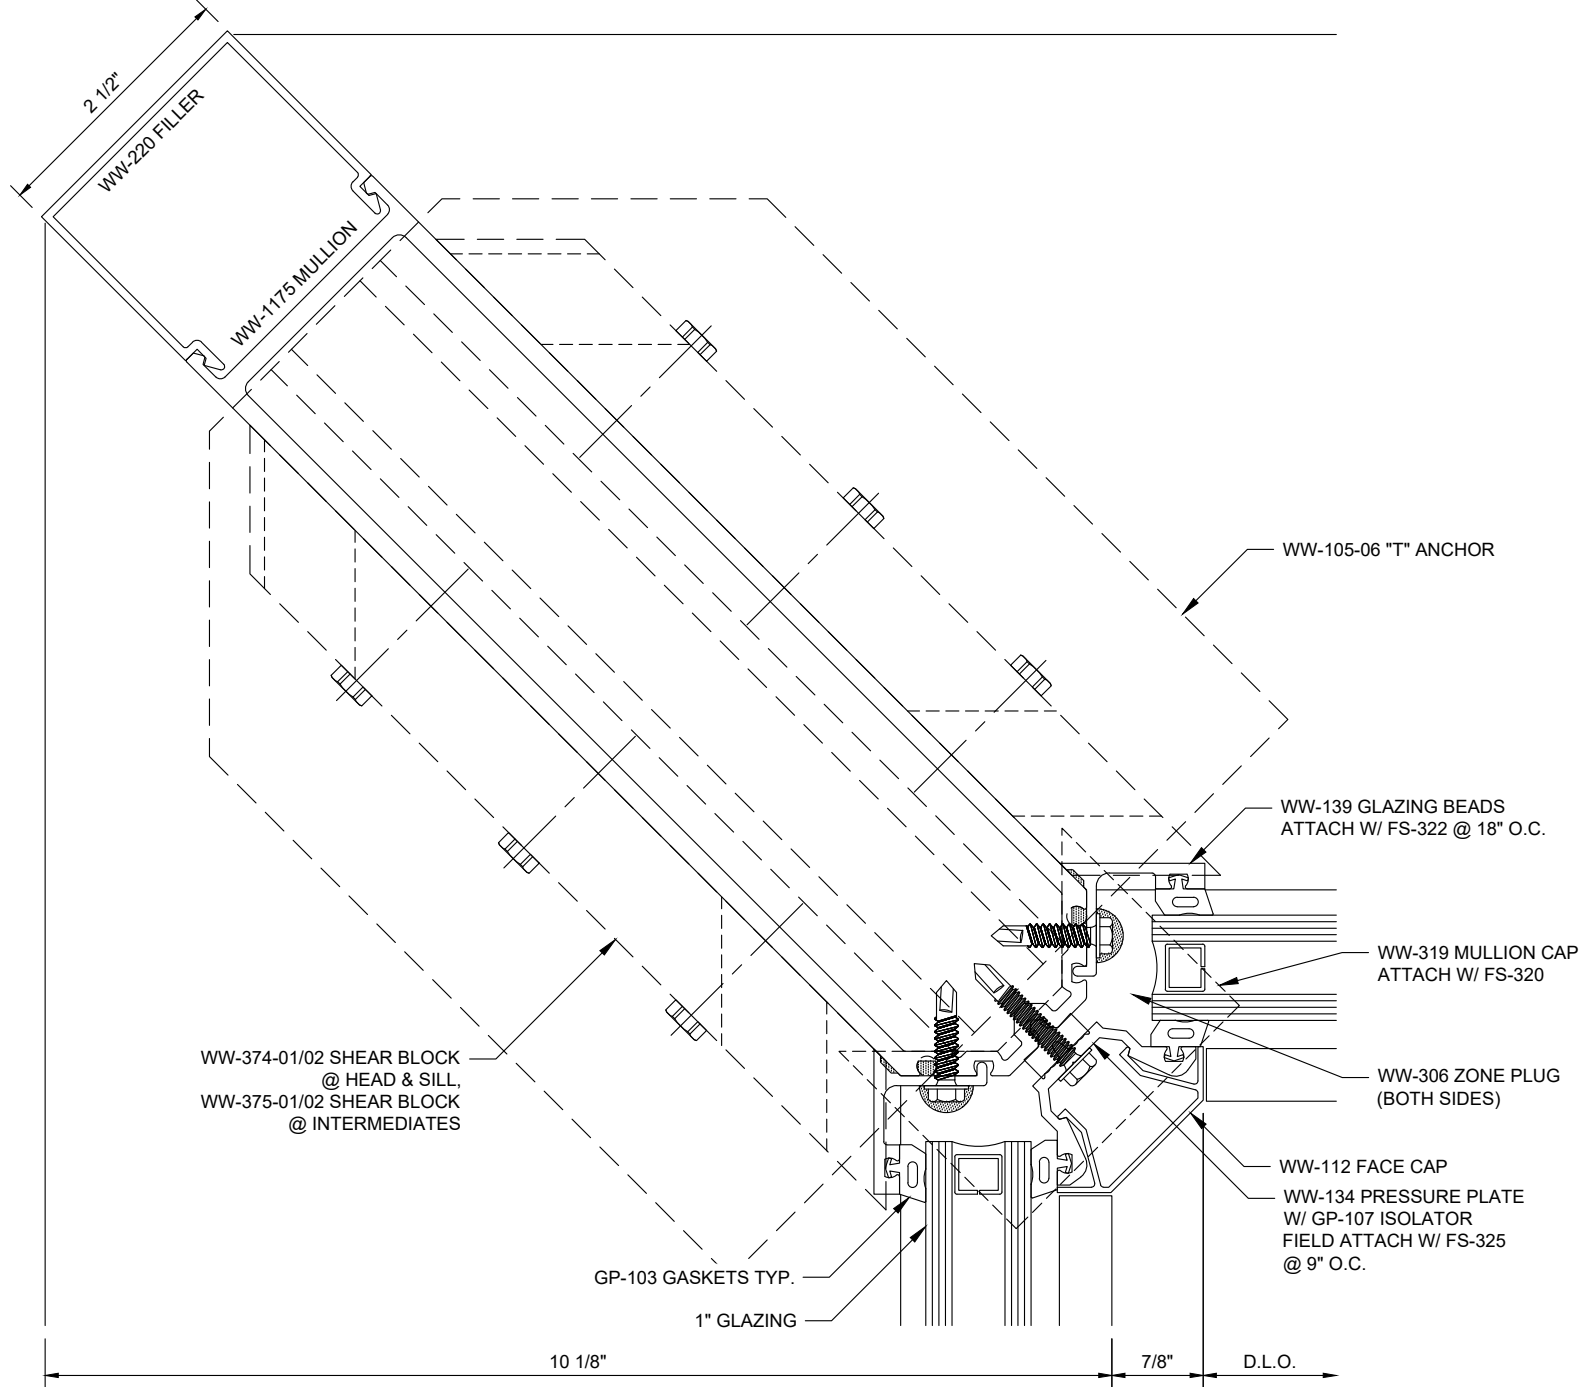 2 1/2"
WW-220 FILLER
WW-1175 MULLION
WW-105-06 "T" ANCHOR
WW-139 GLAZING BEADS
ATTACH W/ FS-322 @ 18" O.C.
WW-319 MULLION CAP
ATTACH W/ FS-320
WW-374-01/02 SHEAR BLOCK
@ HEAD & SILL,
WW-375-01/02 SHEAR BLOCK
@ INTERMEDIATES
WW-306 ZONE PLUG
(BOTH SIDES)
WW-112 FACE CAP
WW-134 PRESSURE PLATE
W/ GP-107 ISOLATOR
FIELD ATTACH W/ FS-325
@ 9" O.C.
GP-103 GASKETS TYP.
1" GLAZING
10 1/8"
7/8"
D.L.O.